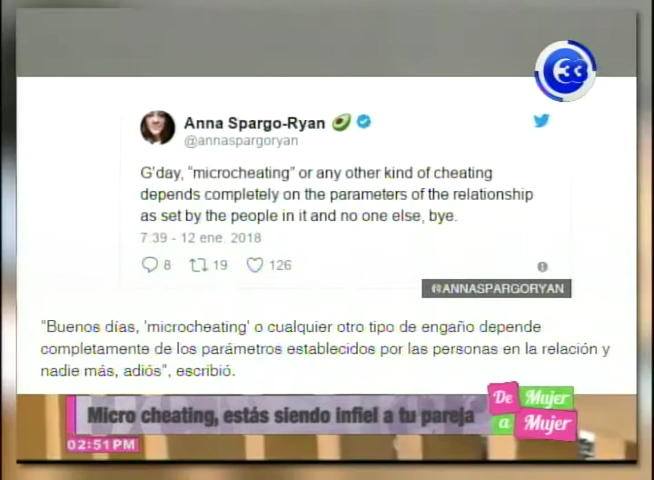 33
Anna Spargo-Ryan
@annaspargoryan
G'day, "microcheating" or any other kind of cheating
depends completely on the parameters of the relationship
as set by the people in it and no one else, bye.
7:39 - 12 ene. 2018
8 19 126
@ANNASPARGORYAN
"Buenos días, 'microcheating' o cualquier otro tipo de engaño depende
completamente de los parámetros establecidos por las personas en la relación y
nadie más, adiós", escribió.
Micro cheating, estás siendo infiel a tu pareja
De Mujer
a Mujer
02:51PM